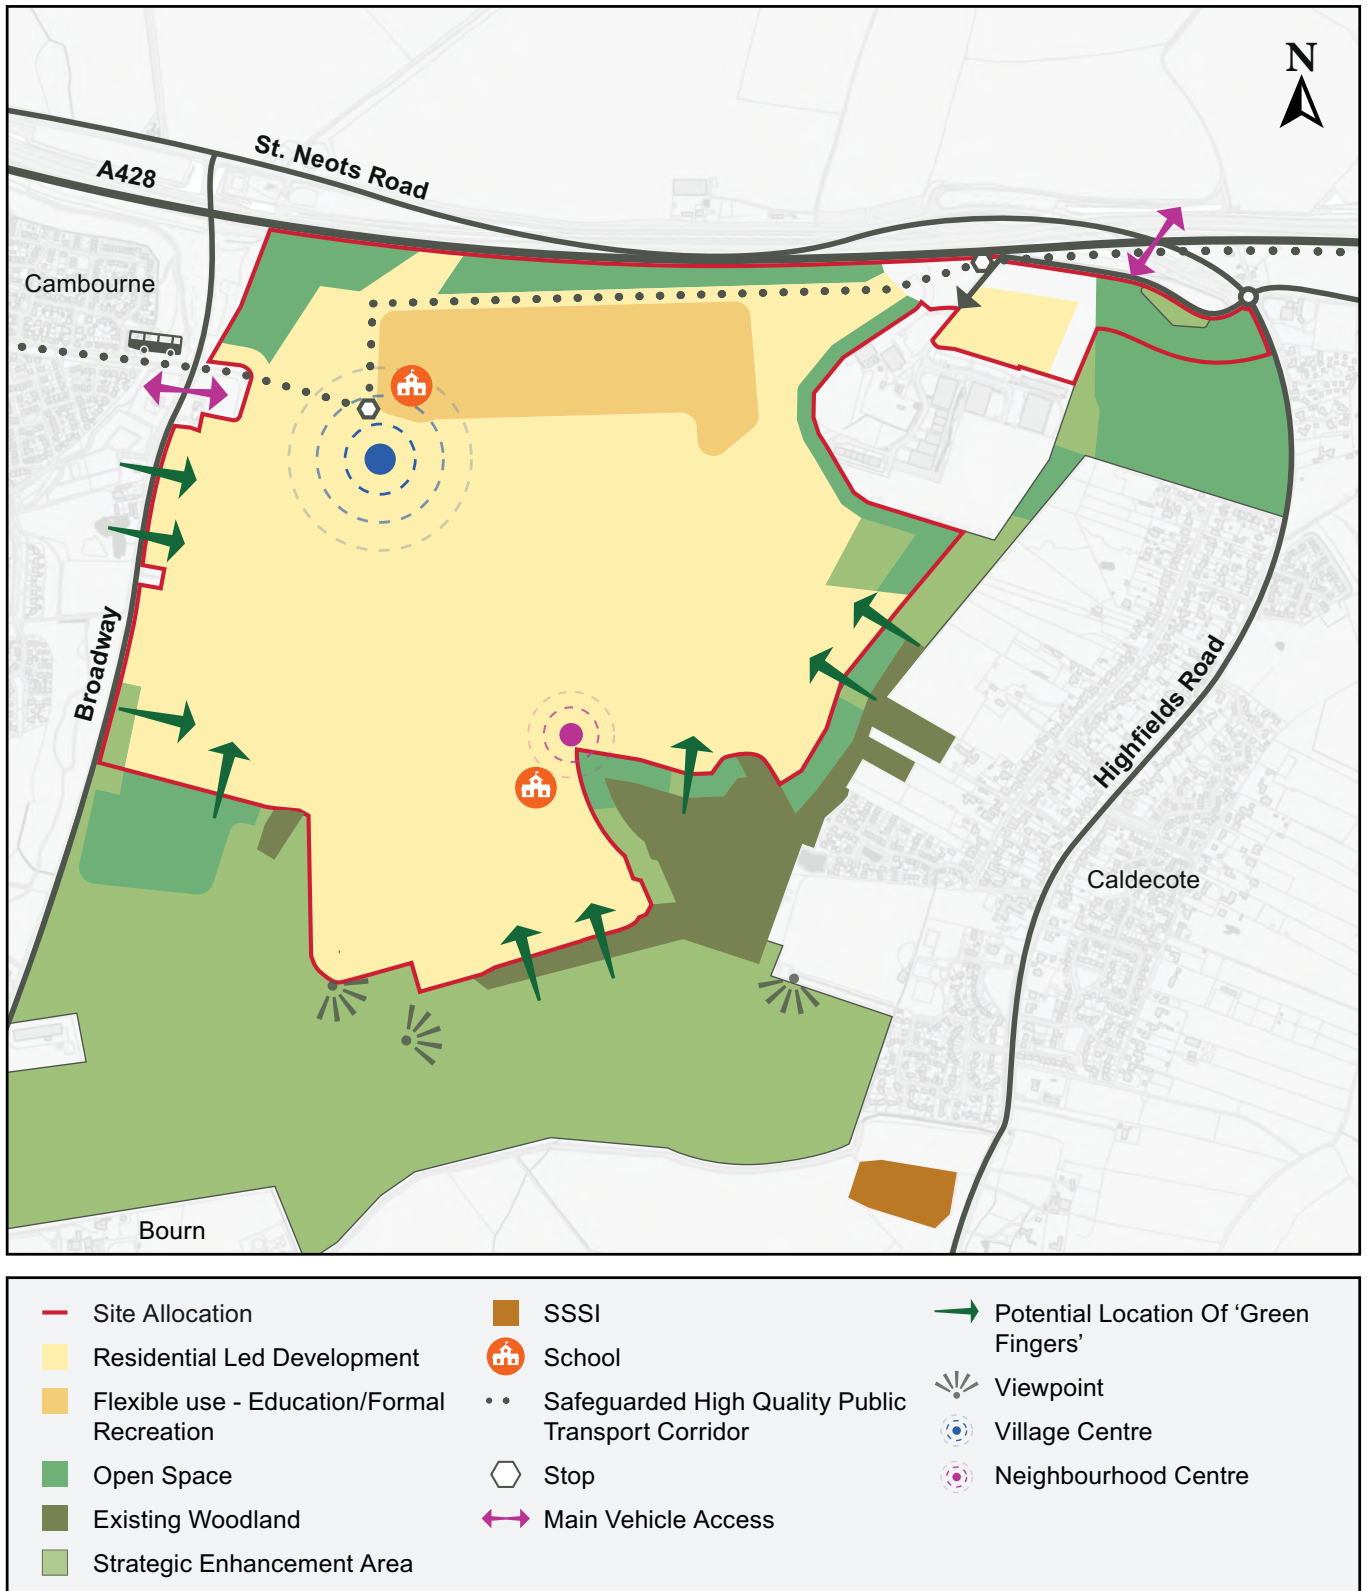 N
St. Neots Road
A428
Cambourne
Broadway
Highfields Road
Caldecote
Bourn
Site Allocation
Residential Led Development
Flexible use - Education/Formal
Recreation
Open Space
Existing Woodland
Strategic Enhancement Area
SSSI
School
Safeguarded High Quality Public
Transport Corridor
Stop
Main Vehicle Access
Potential Location Of ‘Green
Fingers’
Viewpoint
Village Centre
Neighbourhood Centre